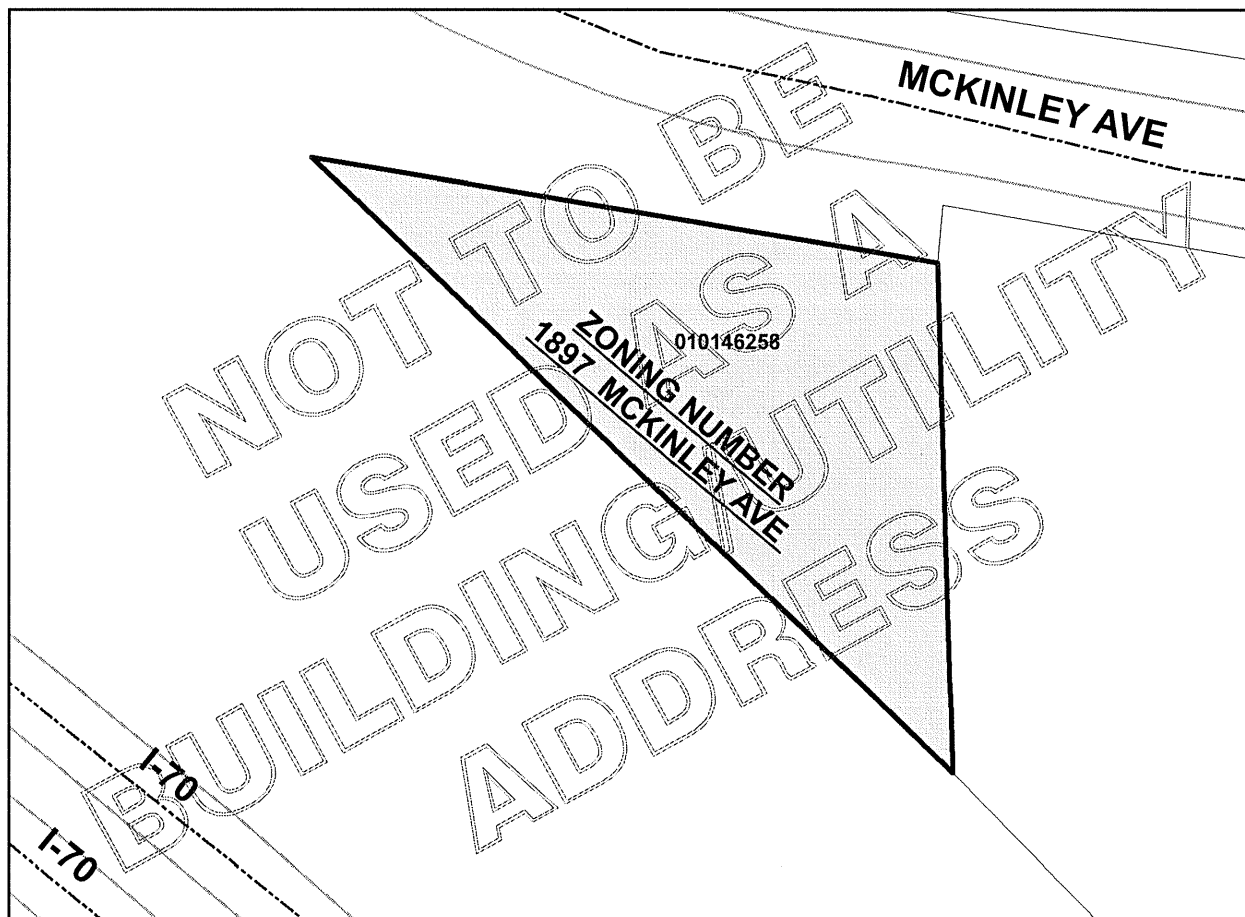 MCKINLEY AVE
NOT TO BE
USED AS A
BUILDING/UTILITY
ADDRESS
010146258
ZONING NUMBER
1897 MCKINLEY AVE
I-70
I-70